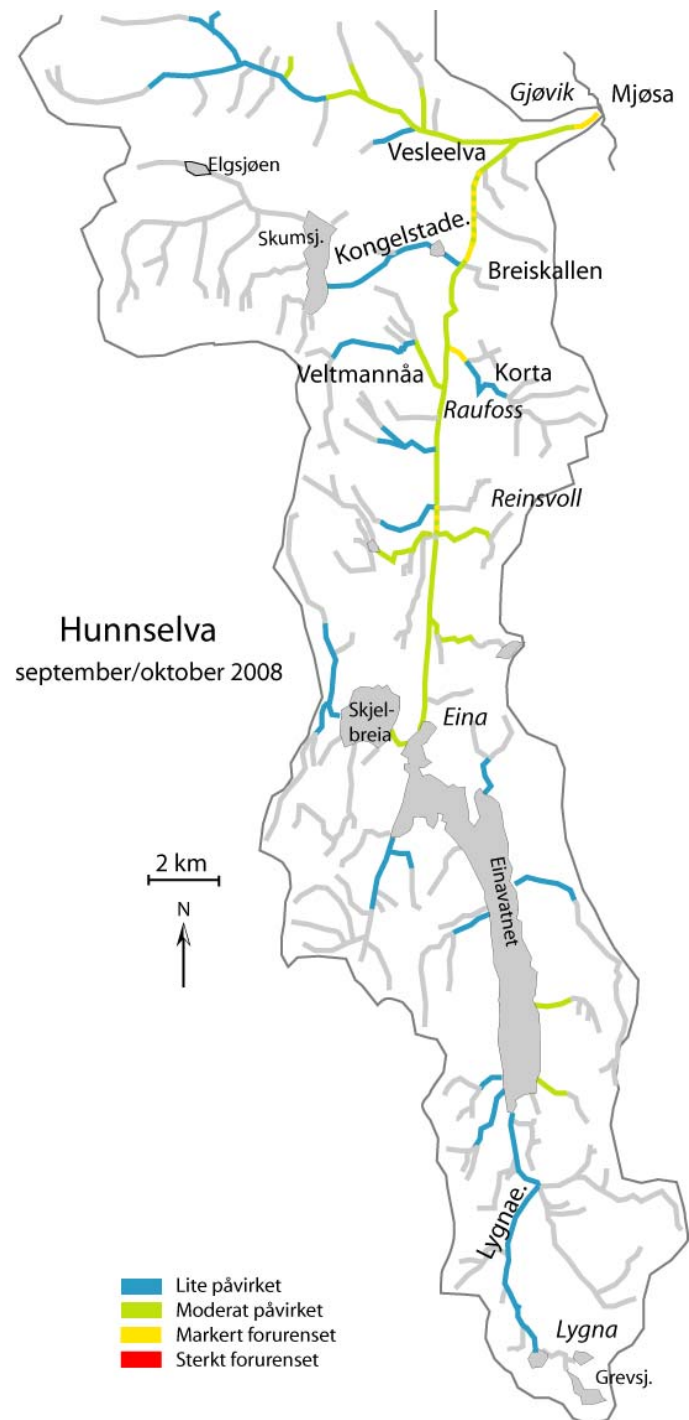 Gjøvik
Mjøsa
Vesleelva
Elgsjøen
Skumsj.
Kongelstade.
Breiskallen
Veltmannåa
Korta
Raufoss
Reinsvoll
Hunnselva
september/oktober 2008
Skjel-
breia
Eina
2 km
N
Einavatnet
Lygnae.
Lite påvirket
Moderat påvirket
Markert forurenset
Sterkt forurenset
Lygna
Grevsj.